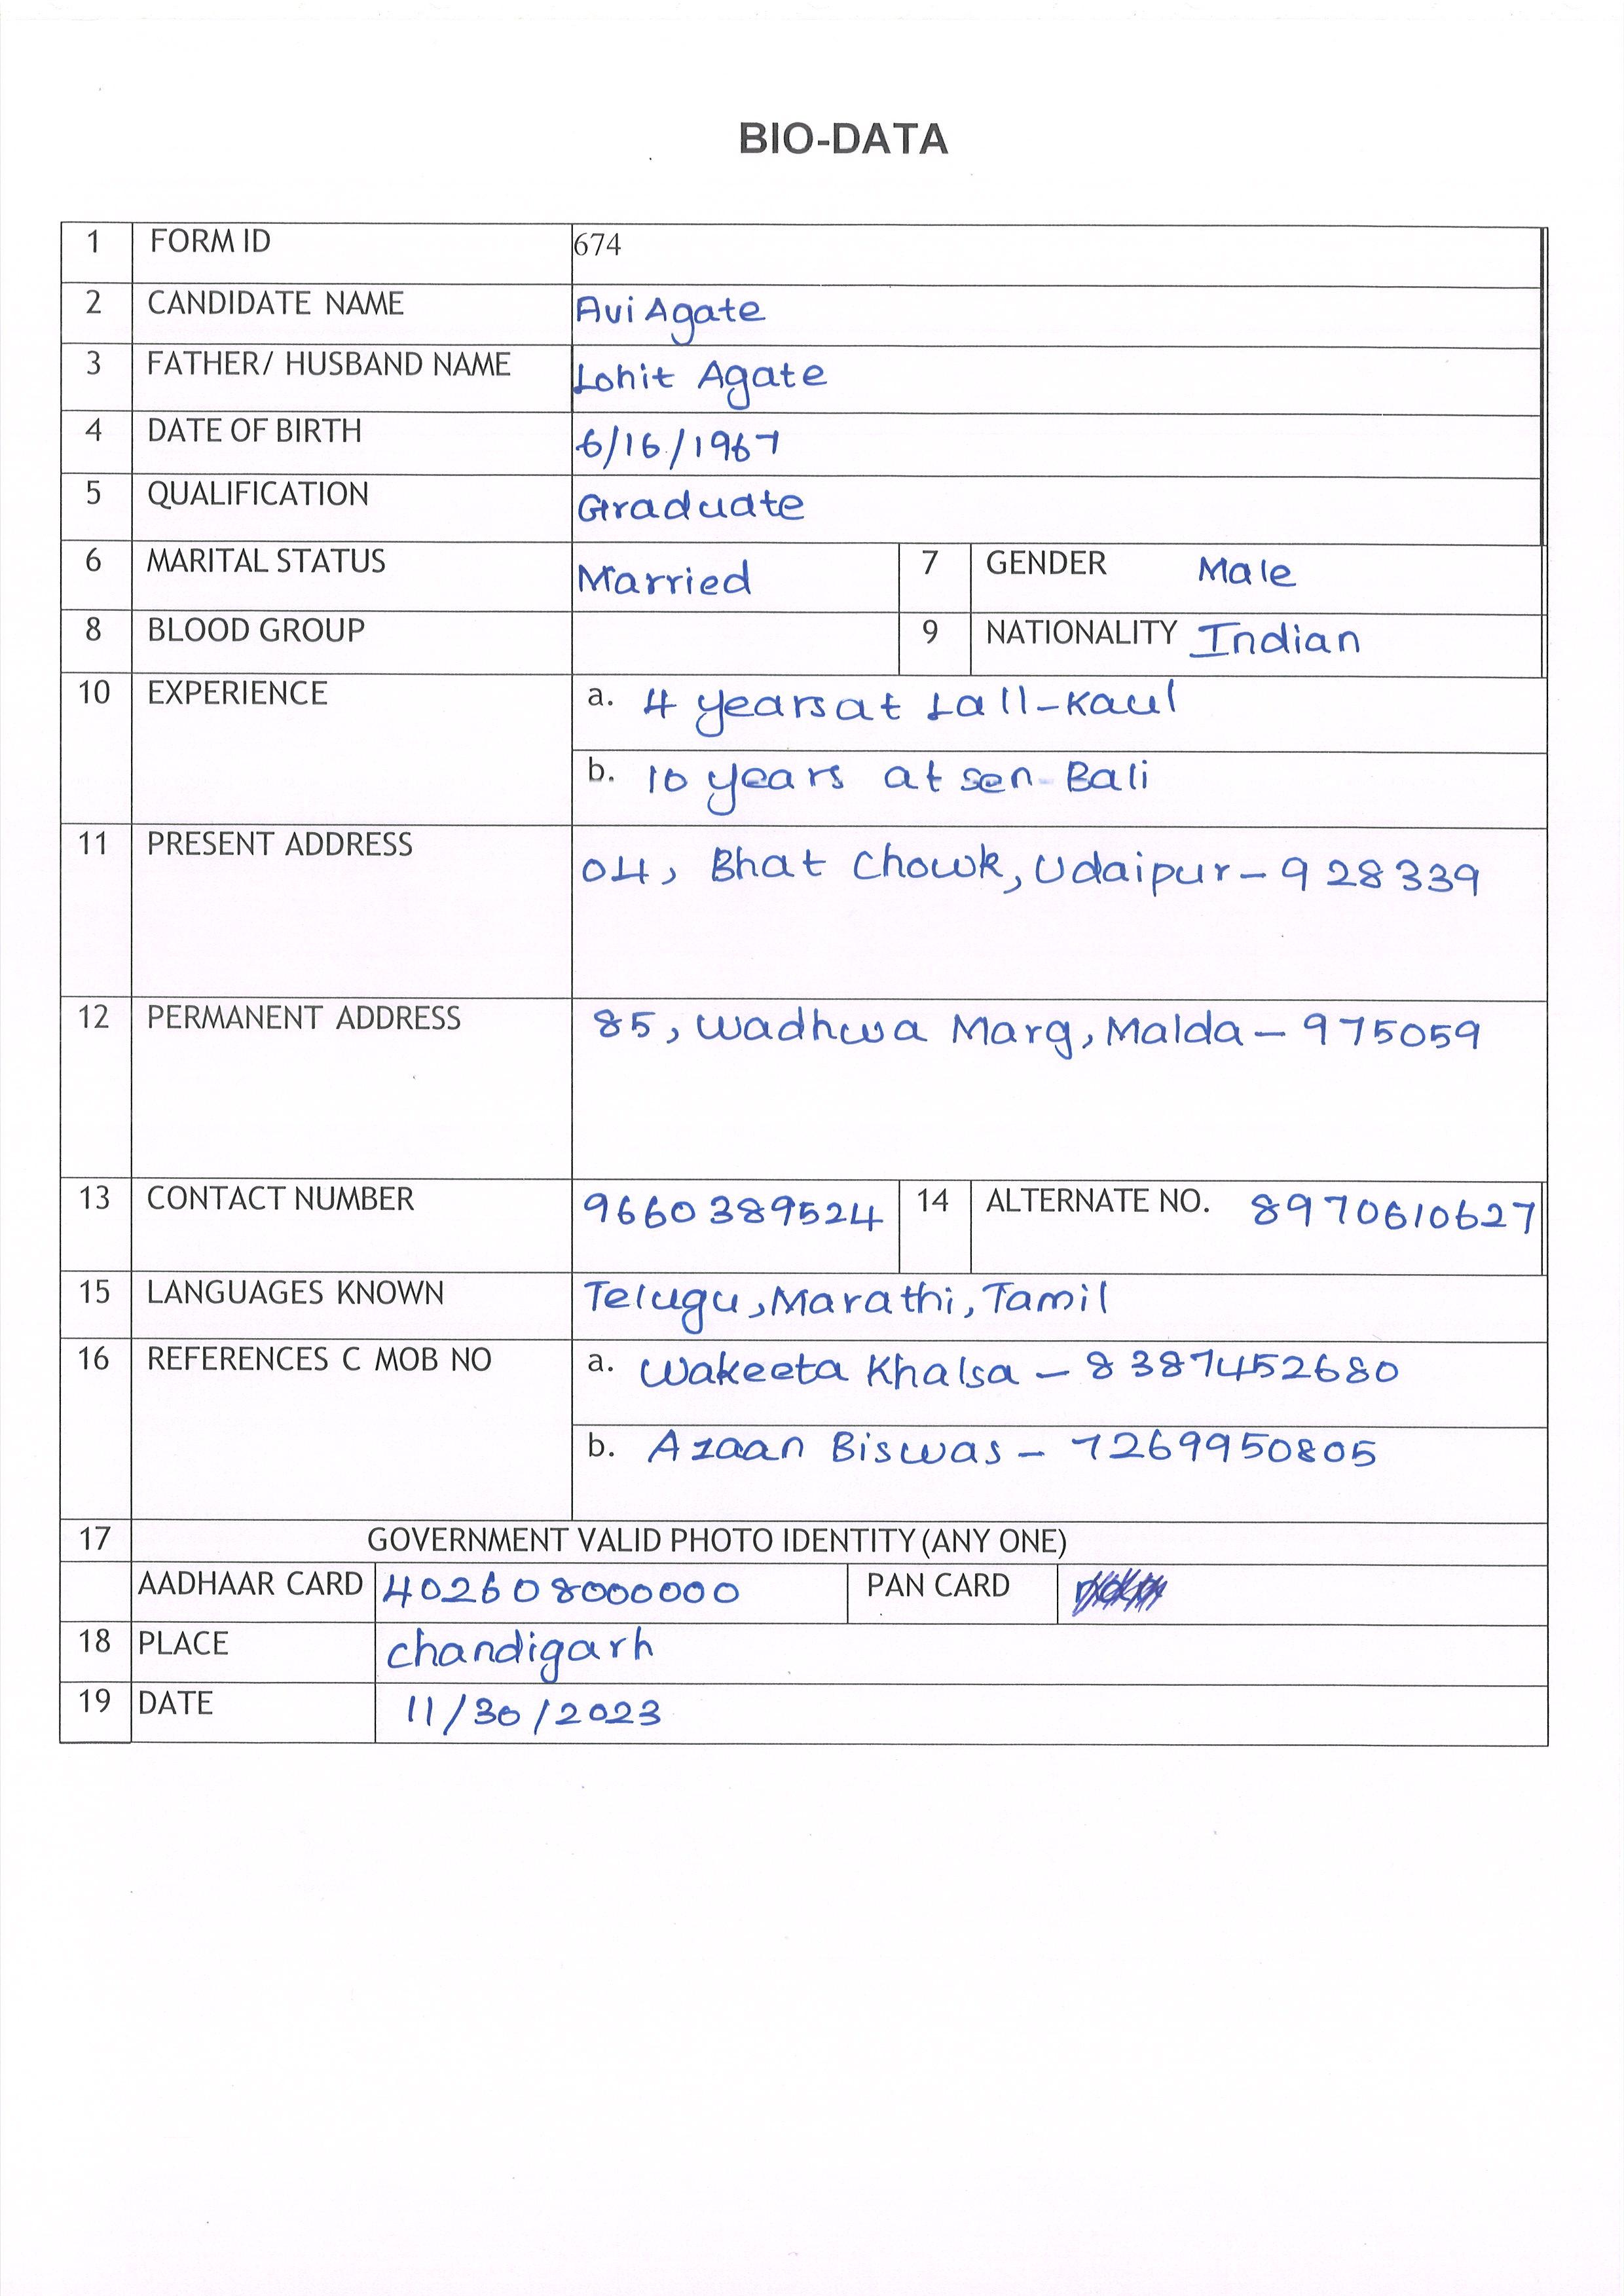 BIO-DATA
1 FORM ID 674
2 CANDIDATE NAME Avi Agate
3 FATHER/ HUSBAND NAME Lohit Agate
4 DATE OF BIRTH 6/16/1967
5 QUALIFICATION Graduate
6 MARITAL STATUS Married 7 GENDER Male
8 BLOOD GROUP 9 NATIONALITY Indian
10 EXPERIENCE a. 4 years at Lall-Kaul
b. 10 years at sen-Bali
11 PRESENT ADDRESS 04, Bhat Chowk, Udaipur-928339
12 PERMANENT ADDRESS 85, Wadhwa Marg, Malda-975059
13 CONTACT NUMBER 9660389524 14 ALTERNATE NO. 8970610627
15 LANGUAGES KNOWN Telugu, Marathi, Tamil
16 REFERENCES C MOB NO a. Wakeeta Khalsa - 8387452680
b. Azaan Biswas - 7269950805
17 GOVERNMENT VALID PHOTO IDENTITY (ANY ONE)
AADHAAR CARD 402608000000 PAN CARD
18 PLACE chandigarh
19 DATE 11/30/2023